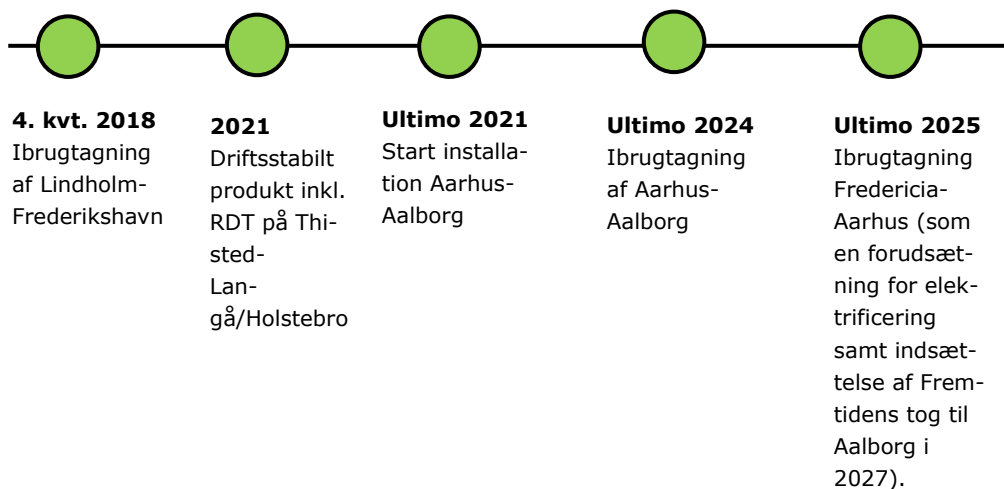 4. kvt. 2018
Ibrugtagning
af Lindholm-
Frederikshavn
2021
Driftsstabilt
produkt inkl.
RDT på Thi-
sted-
Lan-
gå/Holstebro
Ultimo 2021
Start installa-
tion Aarhus-
Aalborg
Ultimo 2024
Ibrugtagning
af Aarhus-
Aalborg
Ultimo 2025
Ibrugtagning
Fredericia-
Aarhus (som
en forudsæt-
ning for elek-
trificering
samt indsæt-
telse af Frem-
tidens tog til
Aalborg i
2027).